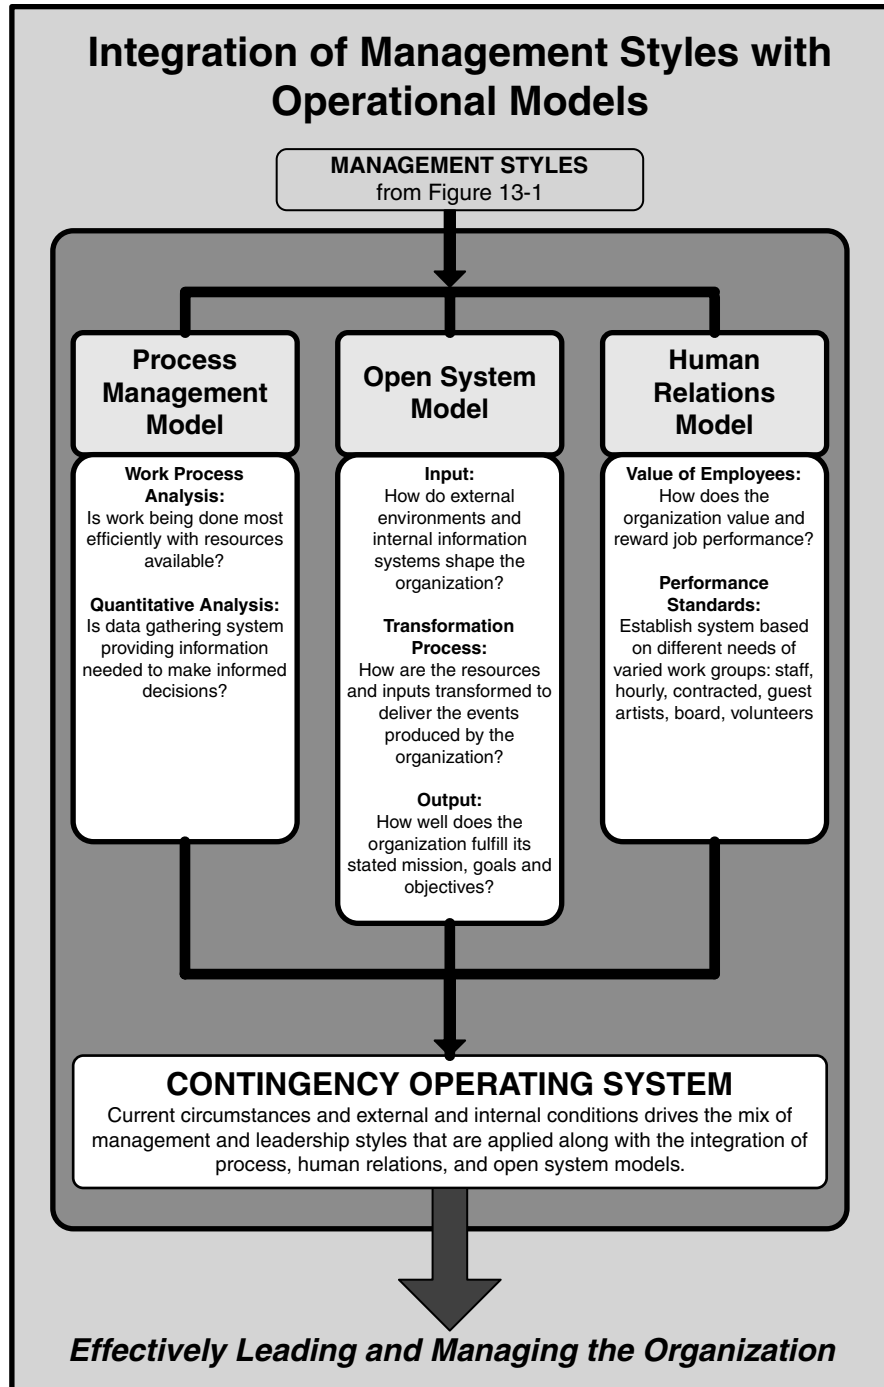 Integration of Management Styles with
Operational Models
MANAGEMENT STYLES
from Figure 13-1
Process
Management
Model
Work Process
Analysis:
Is work being done most
efficiently with resources
available?
Quantitative Analysis:
Is data gathering system
providing information
needed to make informed
decisions?
Open System
Model
Input:
How do external
environments and
internal information
systems shape the
organization?
Transformation
Process:
How are the resources
and inputs transformed to
deliver the events
produced by the
organization?
Output:
How well does the
organization fulfill its
stated mission, goals and
objectives?
Human
Relations
Model
Value of Employees:
How does the
organization value and
reward job performance?
Performance
Standards:
Establish system based
on different needs of
varied work groups: staff,
hourly, contracted, guest
artists, board, volunteers
CONTINGENCY OPERATING SYSTEM
Current circumstances and external and internal conditions drives the mix of
management and leadership styles that are applied along with the integration of
process, human relations, and open system models.
Effectively Leading and Managing the Organization